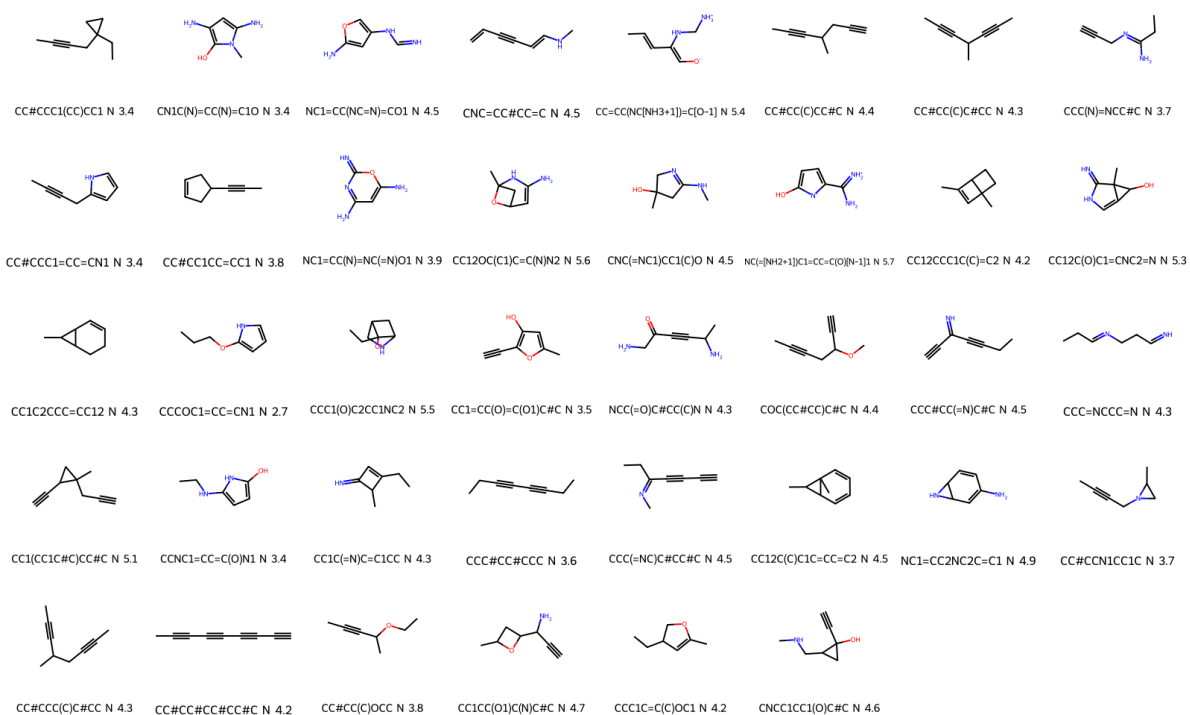 CC#CCC1(CC)CC1 N 3.4
CN1C(N)=CC(N)=C1O N 3.4
NC1=CC(NC=N)=CO1 N 4.5
CNC=CC#CC=C N 4.5
CC=CC(NC[NH3+1])=C[O-1] N 5.4
CC#CC(C)CC#C N 4.4
CC#CC(C)C#CC N 4.3
CCC(N)=NCC#C N 3.7
CC#CCC1=CC=CN1 N 3.4
CC#CC1CC=CC1 N 3.8
NC1=CC(N)=NC(=N)O1 N 3.9
CC12OC(C1)C=C(N)N2 N 5.6
CNC(=NC1)CC1(C)O N 4.5
NC(=[NH2+1])C1=CC=C(O)[N-1]1 N 5.7
CC12CCC1C(C)=C2 N 4.2
CC12C(O)C1=CNC2=N N 5.3
CC1C2CCC=CC12 N 4.3
CCCOC1=CC=CN1 N 2.7
CCC1(O)C2CC1NC2 N 5.5
CC1=CC(O)=C(O1)C#C N 3.5
NCC(=O)C#CC(C)N N 4.3
COC(CC#CC)C#C N 4.4
CCC#CC(=N)C#C N 4.5
CCC=NCCC=N N 4.3
CC1(CC1C#C)CC#C N 5.1
CCNC1=CC=C(O)N1 N 3.4
CC1C(=N)C=C1CC N 4.3
CCC#CC#CCC N 3.6
CCC(=NC)C#CC#C N 4.5
CC12C(C)C1C=CC=C2 N 4.5
NC1=CC2NC2C=C1 N 4.9
CC#CCN1CC1C N 3.7
CC#CCC(C)C#CC N 4.3
CC#CC#CC#CC#C N 4.2
CC#CC(C)OCC N 3.8
CC1CC(O1)C(N)C#C N 4.7
CCC1C=C(C)OC1 N 4.2
CNCC1CC1(O)C#C N 4.6